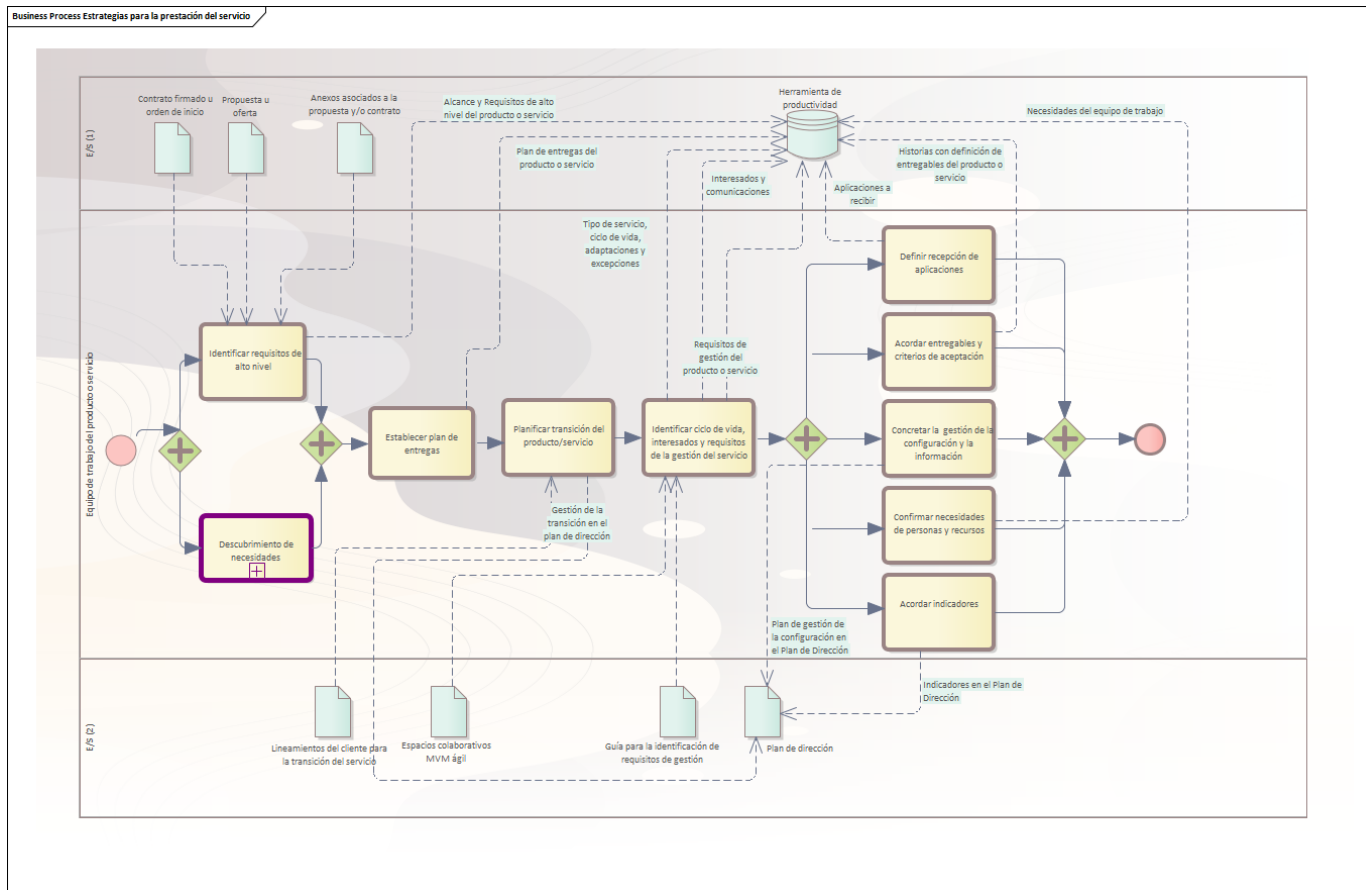 Business Process Estrategias para la prestación del servicio
E/S (1)
Contrato firmado u
orden de inicio
Propuesta u
oferta
Anexos asociados a la
propuesta y/o contrato
Alcance y Requisitos de alto
nivel del producto o servicio
Plan de entregas del
producto o servicio
Herramienta de
productividad
Necesidades del equipo de trabajo
Historias con definición de
entregables del producto o
servicio
Interesados y
comunicaciones
Aplicaciones a
recibir
Equipo de trabajo del producto o servicio
Tipo de servicio,
ciclo de vida,
adaptaciones y
excepciones
Identificar requisitos de
alto nivel
Descubrimiento de
necesidades
Establecer plan de
entregas
Planificar transición del
producto/servicio
Requisitos de
gestión del
producto o servicio
Identificar ciclo de vida,
interesados y requisitos
de la gestión del servicio
Gestión de la
transición en el
plan de dirección
Definir recepción de
aplicaciones
Acordar entregables y
criterios de aceptación
Concretar la gestión de la
configuración y la
información
Confirmar necesidades
de personas y recursos
Acordar indicadores
Plan de gestión de
la configuración en
el Plan de Dirección
Indicadores en el Plan de
Dirección
E/S (2)
Lineamientos del cliente para
la transición del servicio
Espacios colaborativos
MVM ágil
Guía para la identificación de
requisitos de gestión
Plan de dirección